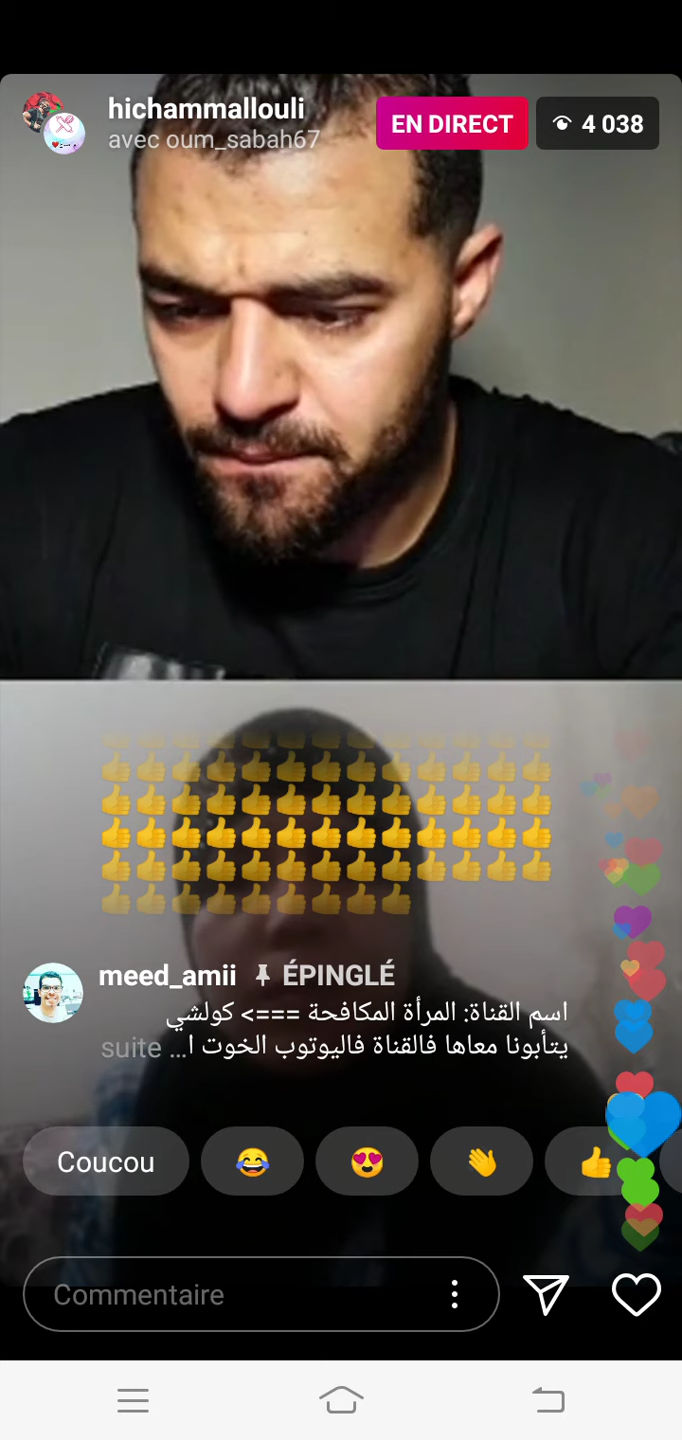 hichammallouli
avec oum_sabah67
EN DIRECT
4 038
meed_amii ÉPINGLÉ
اسم القناة: المرأة المكافحة ===> كولشي
يتأبونا معاها فالقناة فاليوتوب الخوت ا... suite
Coucou
Commentaire